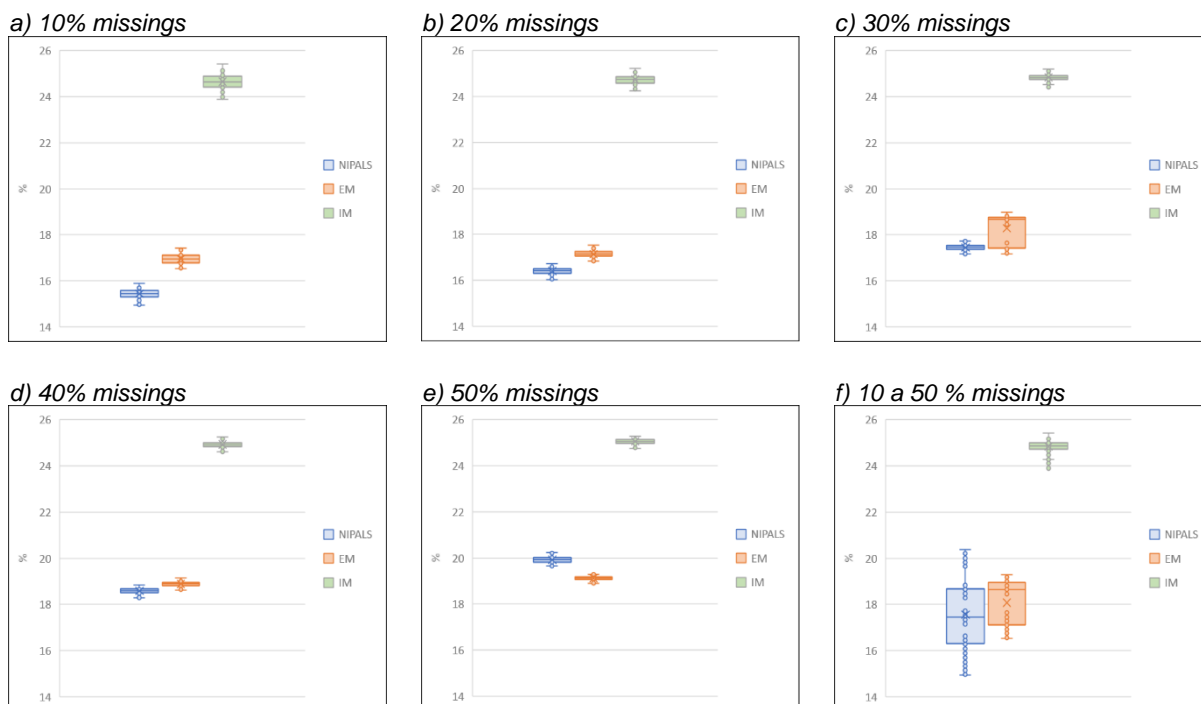 a) 10% missings
26
24
22
20
18
16
14
%
NIPALS
EM
IM
b) 20% missings
26
24
22
20
18
16
14
%
NIPALS
EM
IM
c) 30% missings
26
24
22
20
18
16
14
%
NIPALS
EM
IM
d) 40% missings
26
24
22
20
18
16
14
%
NIPALS
EM
IM
e) 50% missings
26
24
22
20
18
16
14
%
NIPALS
EM
IM
f) 10 a 50 % missings
26
24
22
20
18
16
14
%
NIPALS
EM
IM